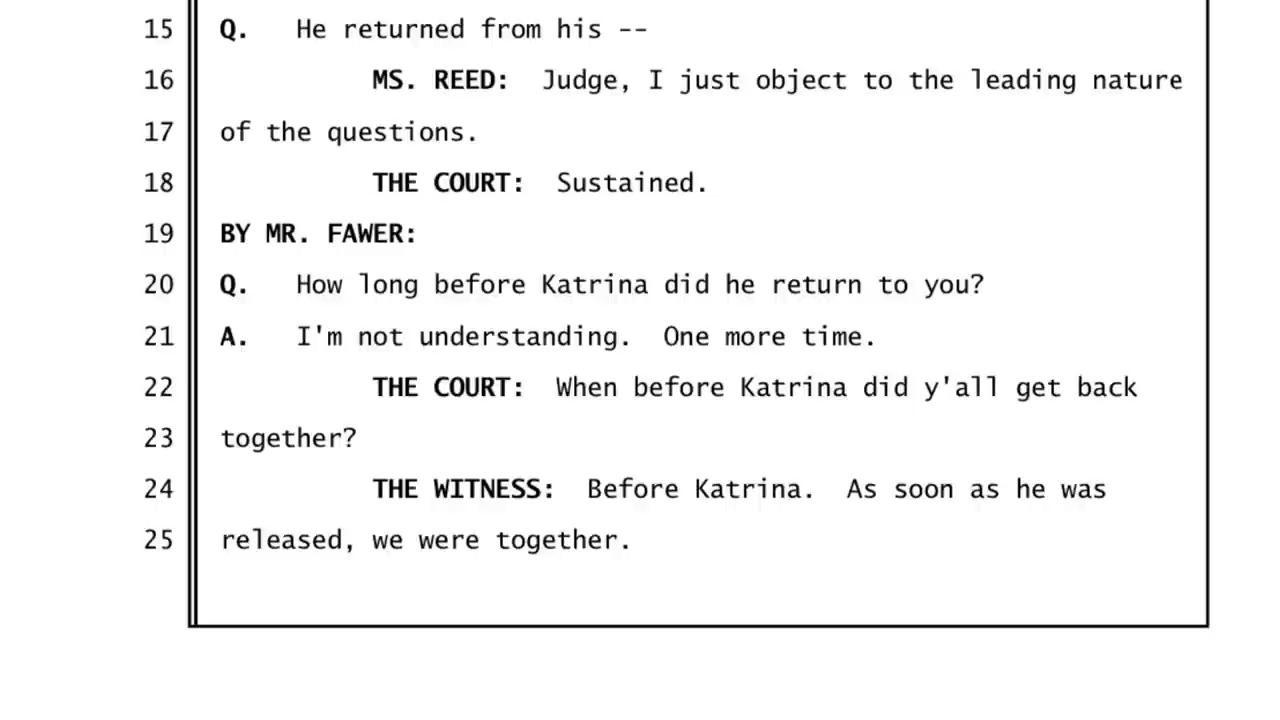 15 Q. He returned from his --
16 MS. REED: Judge, I just object to the leading nature
17 of the questions.
18 THE COURT: Sustained.
19 BY MR. FAWER:
20 Q. How long before Katrina did he return to you?
21 A. I'm not understanding. One more time.
22 THE COURT: When before Katrina did y'all get back
23 together?
24 THE WITNESS: Before Katrina. As soon as he was
25 released, we were together.